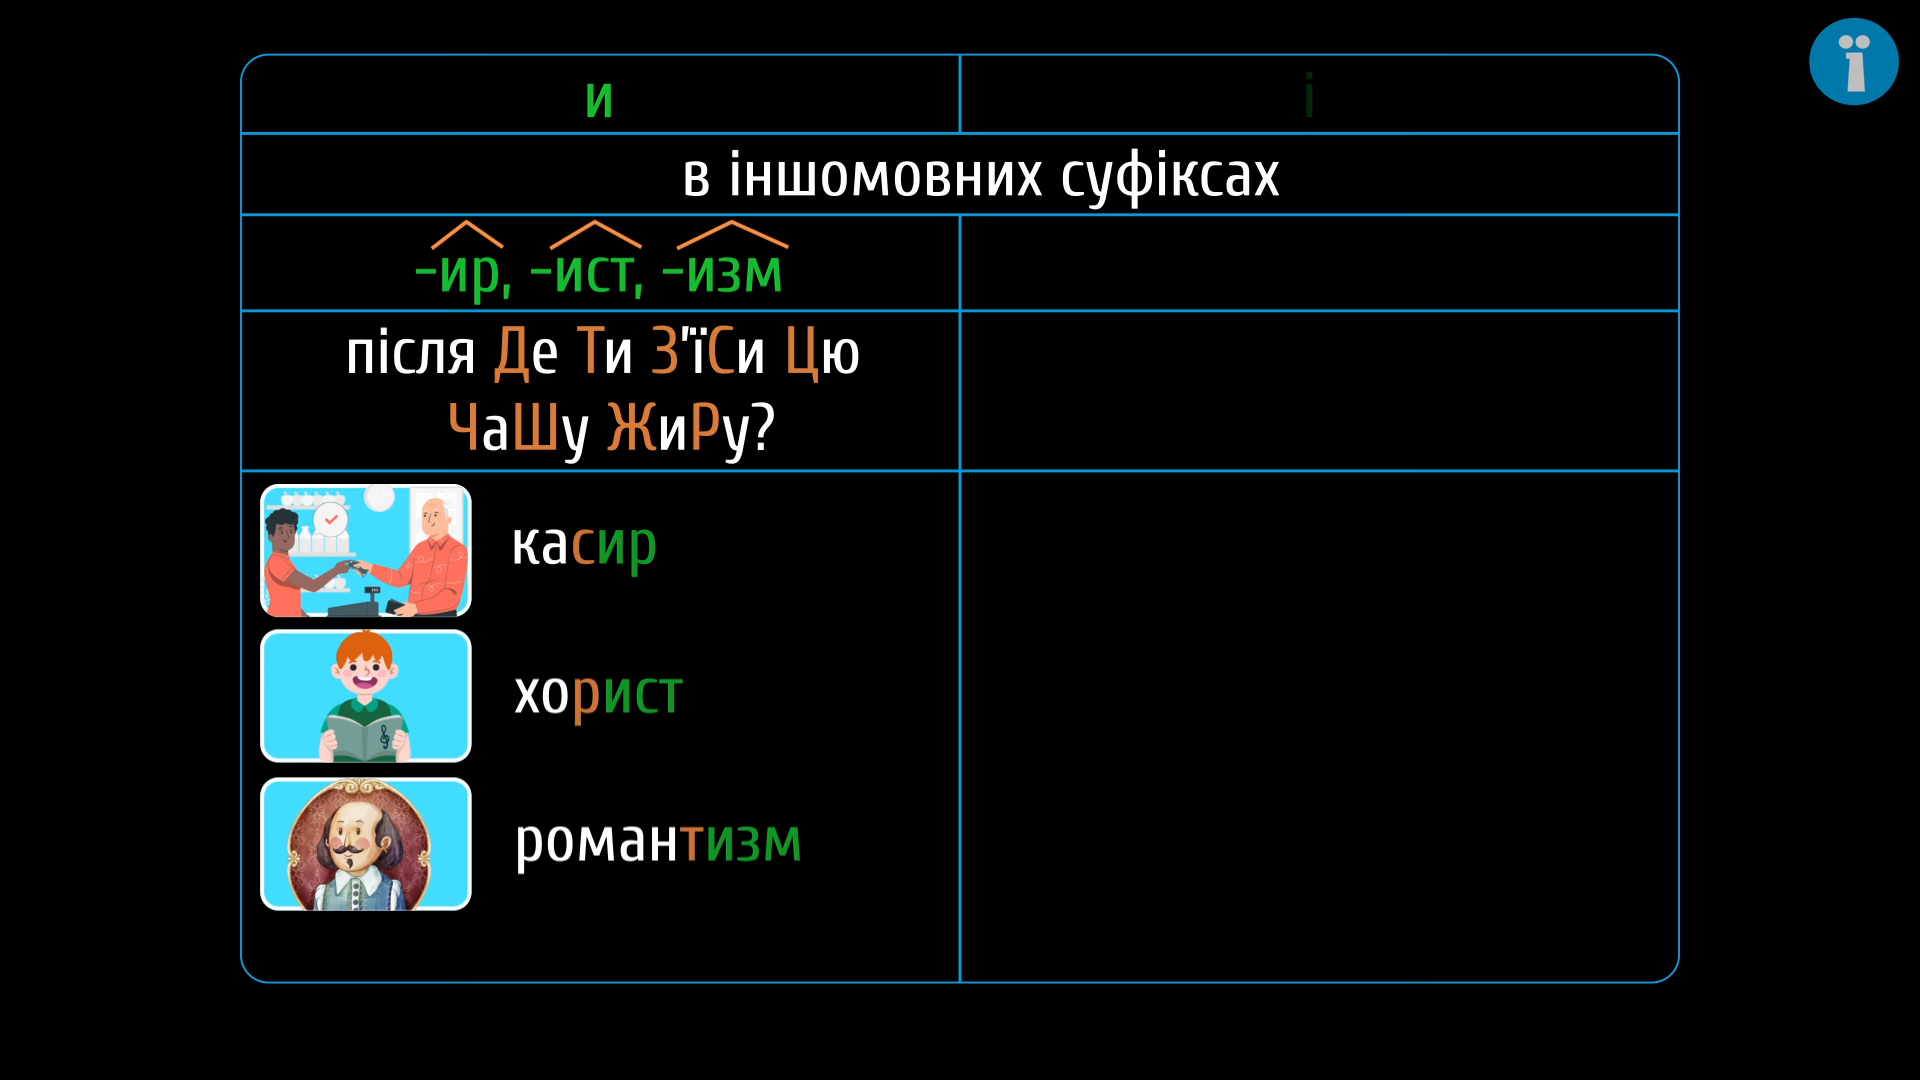 и
і
в іншомовних суфіксах
-ир, -ист, -изм
після Де Ти З'їСи Цю
ЧаШу ЖиРу?
касир
хорист
романтизм
ї